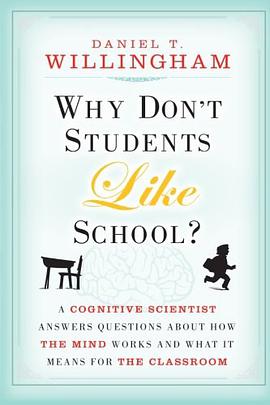 DANIEL T.
WILLINGHAM
WHY DON'T
STUDENTS
Like
SCHOOL?
A COGNITIVE SCIENTIST
ANSWERS QUESTIONS ABOUT HOW
THE MIND WORKS AND WHAT IT
MEANS FOR THE CLASSROOM